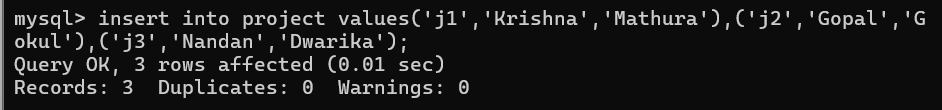 mysql> insert into project values('j1','Krishna','Mathura'),('j2','Gopal','G
okul'),('j3','Nandan','Dwarika');
Query OK, 3 rows affected (0.01 sec)
Records: 3  Duplicates: 0  Warnings: 0